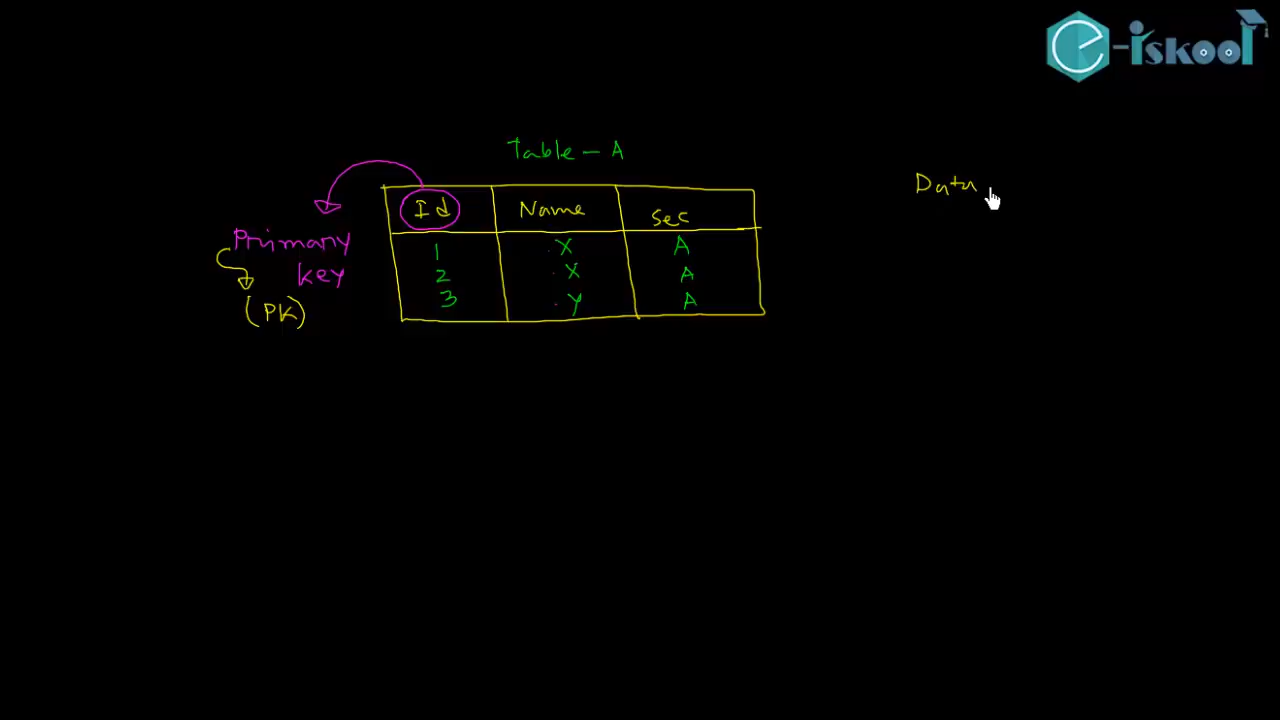 e-iskool
Table - A
Data
Id Name Sec
Primary
key
(PK)
1 X A
2 X A
3 Y A